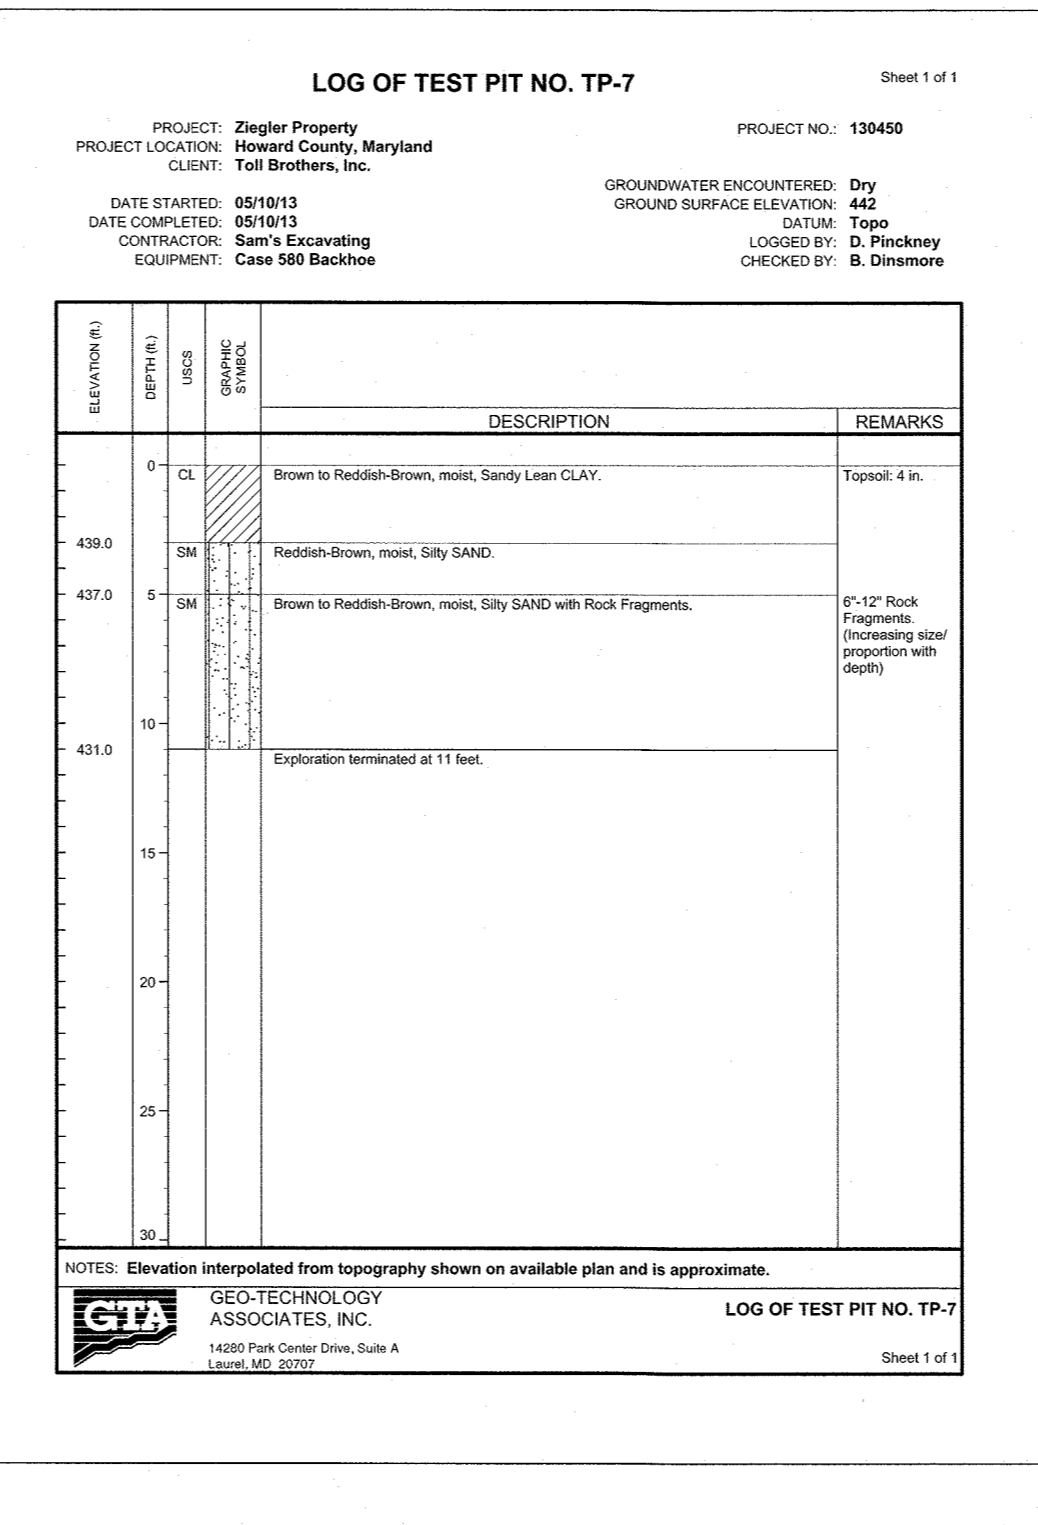 LOG OF TEST PIT NO. TP-7
Sheet 1 of 1
PROJECT: Ziegler Property
PROJECT LOCATION: Howard County, Maryland
CLIENT: Toll Brothers, Inc.
PROJECT NO.: 130450
DATE STARTED: 05/10/13
DATE COMPLETED: 05/10/13
CONTRACTOR: Sam's Excavating
EQUIPMENT: Case 580 Backhoe
GROUNDWATER ENCOUNTERED: Dry
GROUND SURFACE ELEVATION: 442
DATUM: Topo
LOGGED BY: D. Pinckney
CHECKED BY: B. Dinsmore
ELEVATION (ft.)
DEPTH (ft.)
USCS
GRAPHIC
SYMBOL
DESCRIPTION
REMARKS
0
CL
Brown to Reddish-Brown, moist, Sandy Lean CLAY.
Topsoil: 4 in.
439.0
SM
Reddish-Brown, moist, Silty SAND.
437.0
5
SM
Brown to Reddish-Brown, moist, Silty SAND with Rock Fragments.
6"-12" Rock
Fragments.
(Increasing size/
proportion with
depth)
10
431.0
Exploration terminated at 11 feet.
15
20
25
30
NOTES: Elevation interpolated from topography shown on available plan and is approximate.
GTA
GEO-TECHNOLOGY
ASSOCIATES, INC.
14280 Park Center Drive, Suite A
Laurel, MD 20707
LOG OF TEST PIT NO. TP-7
Sheet 1 of 1